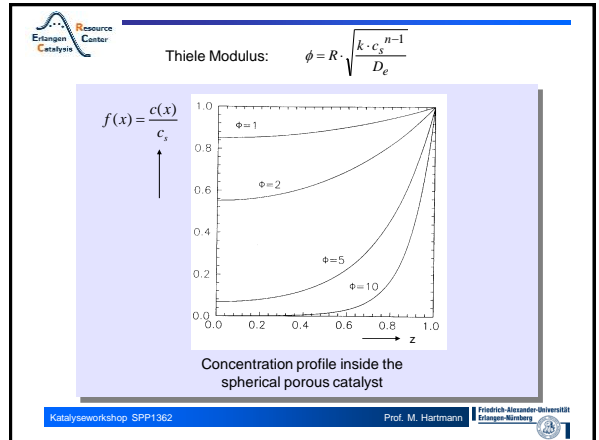 Resource
Erlangen Center
Catalysis
Thiele Modulus: ϕ = R · √(k · c_s^(n−1) / D_e)
f(x) = c(x) / c_s
1.0
0.8
0.6
0.4
0.2
0.0
Φ=1
Φ=2
Φ=5
Φ=10
0.0 0.2 0.4 0.6 0.8 1.0
z
Concentration profile inside the
spherical porous catalyst
Katalyseworkshop SPP1362 Prof. M. Hartmann
Friedrich-Alexander-Universität
Erlangen-Nürnberg